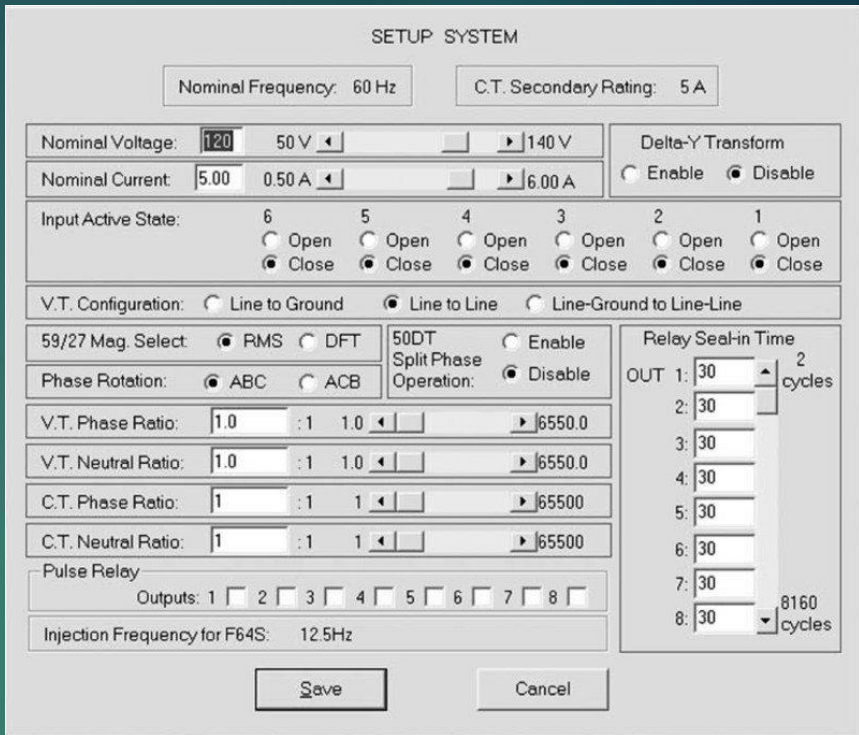 SETUP SYSTEM
Nominal Frequency: 60 Hz
C.T. Secondary Rating: 5 A
Nominal Voltage: 120 50 V 140 V
Nominal Current: 5.00 0.50 A 6.00 A
Delta-Y Transform
Enable Disable
Input Active State: 6 5 4 3 2 1
Open Open Open Open Open Open
Close Close Close Close Close Close
V.T. Configuration: Line to Ground Line to Line Line-Ground to Line-Line
59/27 Mag. Select: RMS DFT
Phase Rotation: ABC ACB
50DT
Split Phase
Operation:
Enable
Disable
V.T. Phase Ratio: 1.0 :1 1.0 6550.0
V.T. Neutral Ratio: 1.0 :1 1.0 6550.0
C.T. Phase Ratio: 1 :1 1 65500
C.T. Neutral Ratio: 1 :1 1 65500
Relay Seal-in Time
OUT 1: 30
2
cycles
2: 30
3: 30
4: 30
5: 30
6: 30
7: 30
8: 30
8160
cycles
Pulse Relay
Outputs: 1 2 3 4 5 6 7 8
Injection Frequency for F64S: 12.5Hz
Save Cancel